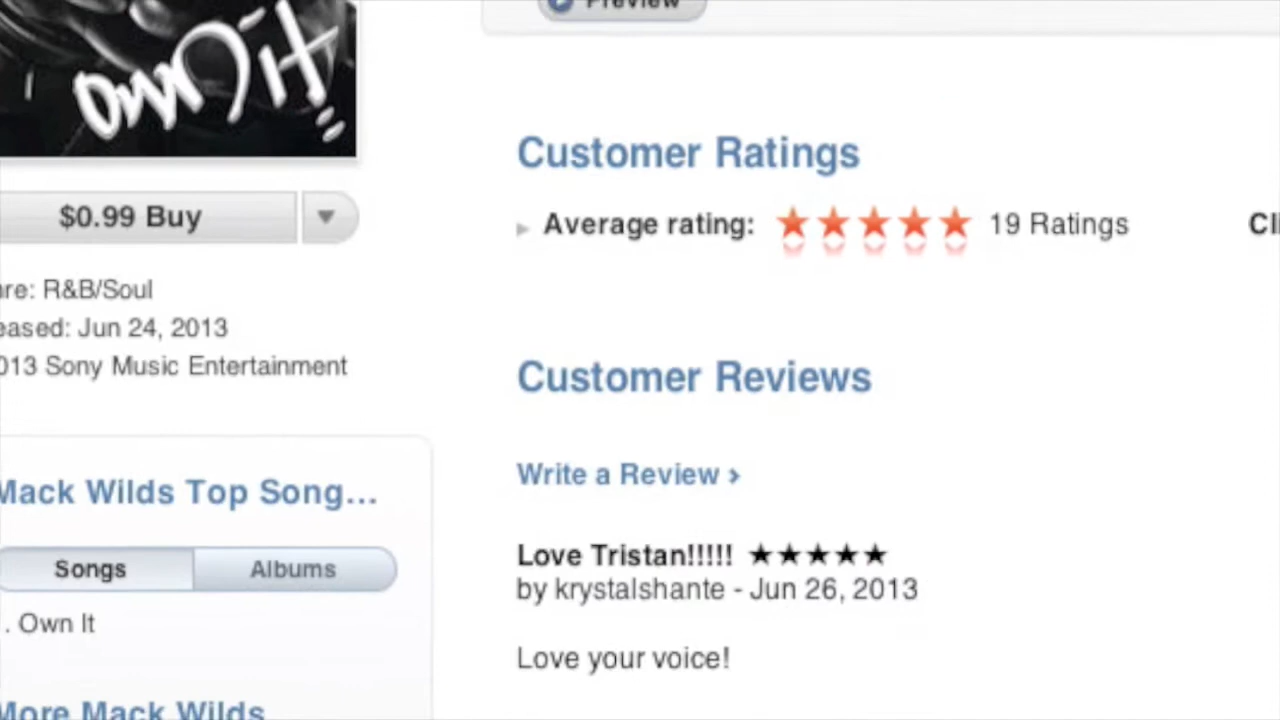 Preview
own it
Customer Ratings
$0.99 Buy
Average rating: ★★★★★ 19 Ratings
R&B/Soul
Jun 24, 2013
Sony Music Entertainment
Customer Reviews
Write a Review ›
Mack Wilds Top Song...
Songs Albums
Love Tristan!!!!! ★★★★★
by krystalshante - Jun 26, 2013
. Own It
Love your voice!
More Mack Wilds